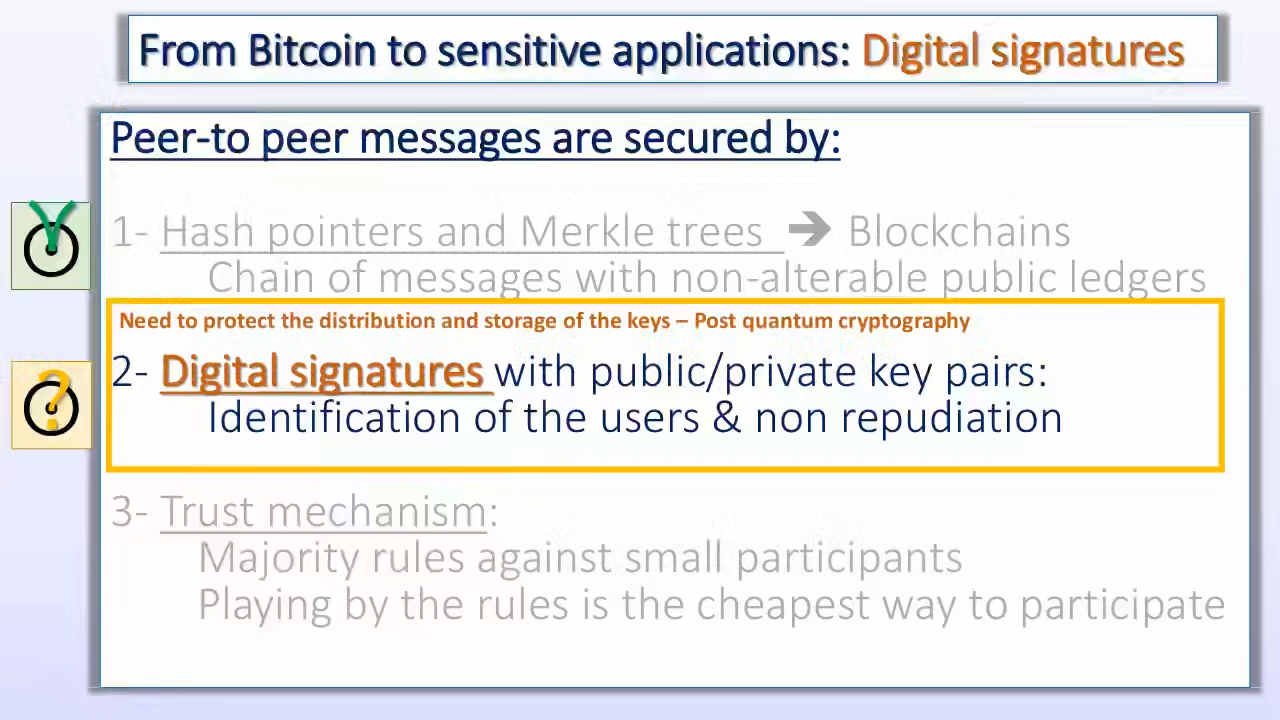 From Bitcoin to sensitive applications: Digital signatures
Peer-to peer messages are secured by:
1- Hash pointers and Merkle trees ➔ Blockchains
Chain of messages with non-alterable public ledgers
Need to protect the distribution and storage of the keys – Post quantum cryptography
2- Digital signatures with public/private key pairs:
Identification of the users & non repudiation
3- Trust mechanism:
Majority rules against small participants
Playing by the rules is the cheapest way to participate
?